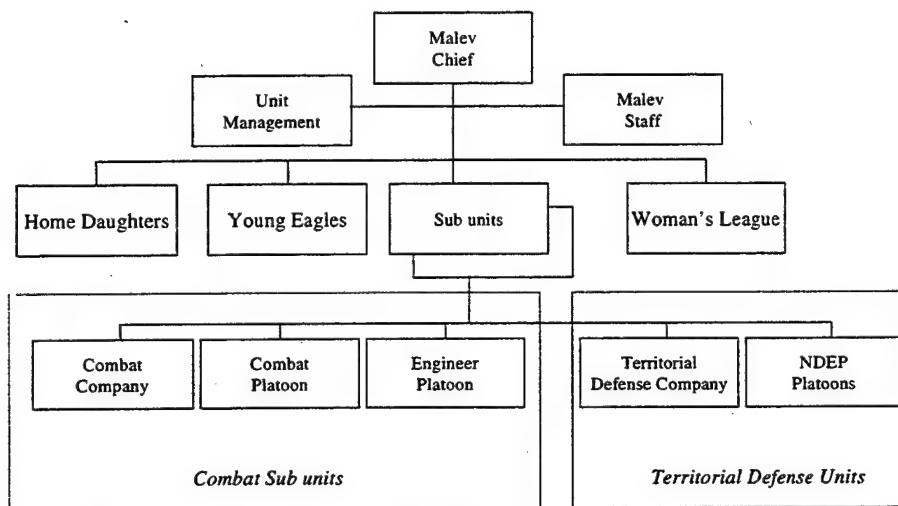 Malev
Chief
Unit
Management
Malev
Staff
Home Daughters
Young Eagles
Sub units
Woman's League
Combat
Company
Combat
Platoon
Engineer
Platoon
Territorial
Defense Company
NDEP
Platoons
Combat Sub units
Territorial Defense Units